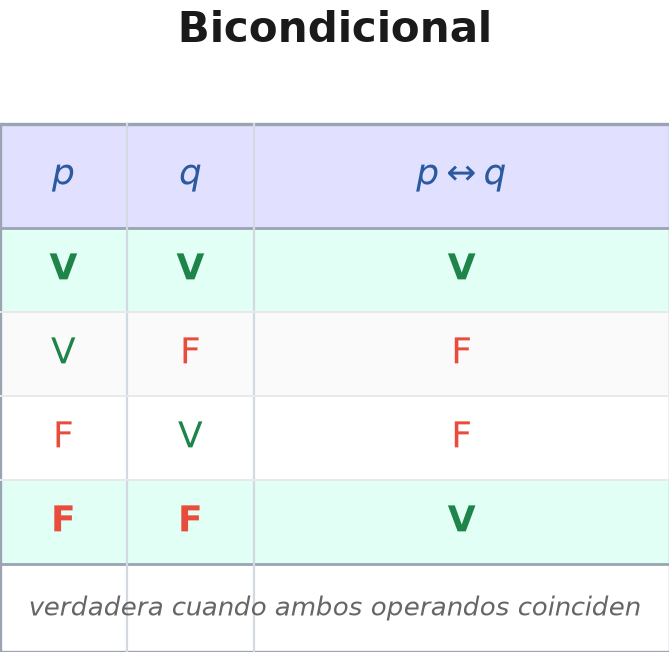 Bicondicional
p q p ↔ q
V V V
V F F
F V F
F F V
verdadera cuando ambos operandos coinciden